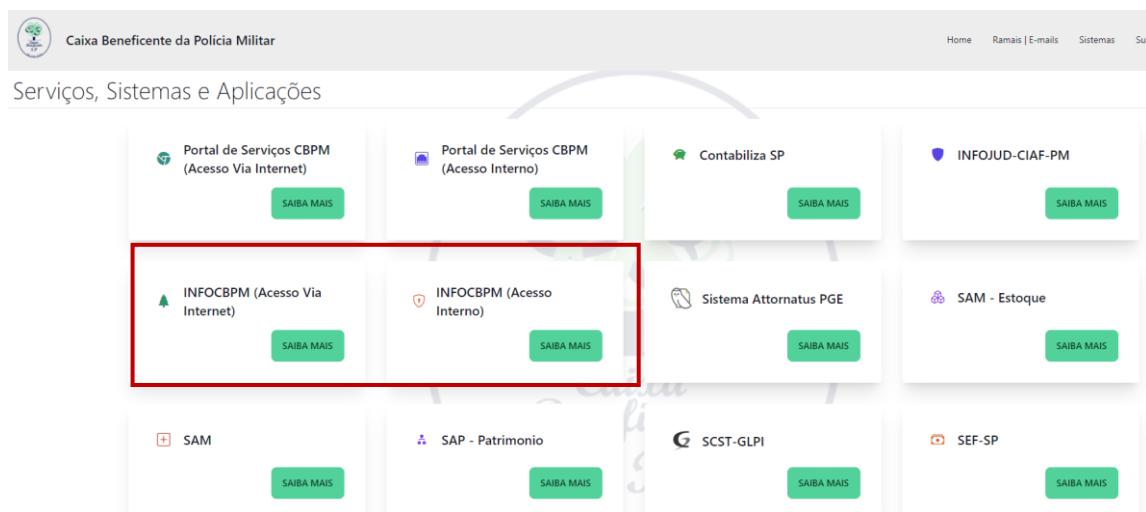 Caixa Beneficente da Polícia Militar
Home Ramais | E-mails Sistemas Su
Serviços, Sistemas e Aplicações
Portal de Serviços CBPM
(Acesso Via Internet)
SAIBA MAIS
Portal de Serviços CBPM
(Acesso Interno)
SAIBA MAIS
Contabiliza SP
SAIBA MAIS
INFOJUD-CIAF-PM
SAIBA MAIS
INFOCBPM (Acesso Via
Internet)
SAIBA MAIS
INFOCBPM (Acesso
Interno)
SAIBA MAIS
Sistema Attornatus PGE
SAIBA MAIS
SAM - Estoque
SAIBA MAIS
SAM
SAIBA MAIS
SAP - Patrimonio
SAIBA MAIS
SCST-GLPI
SAIBA MAIS
SEF-SP
SAIBA MAIS